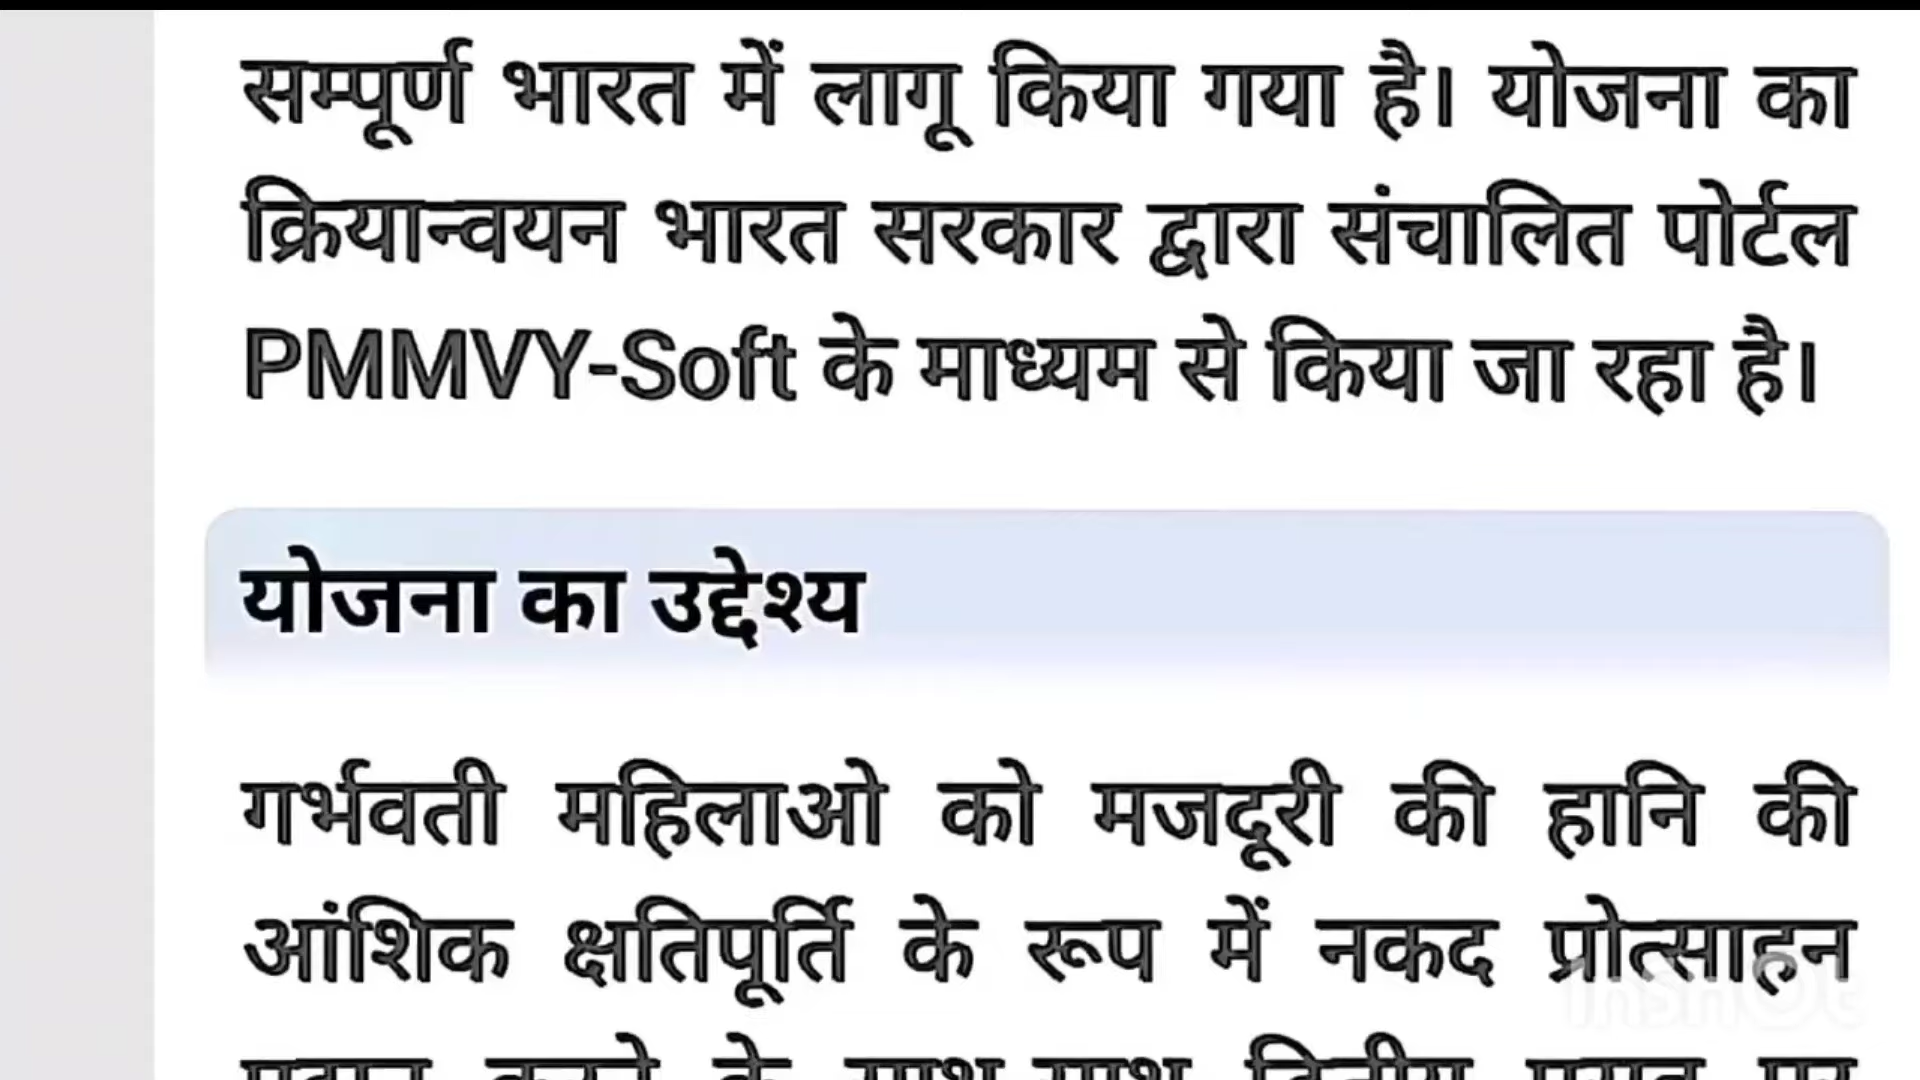 सम्पूर्ण भारत में लागू किया गया है। योजना का
क्रियान्वयन भारत सरकार द्वारा संचालित पोर्टल
PMMVY-Soft के माध्यम से किया जा रहा है।
योजना का उद्देश्य
गर्भवती महिलाओ को मजदूरी की हानि की
आंशिक क्षतिपूर्ति के रूप में नकद प्रोत्साहन
InShOt